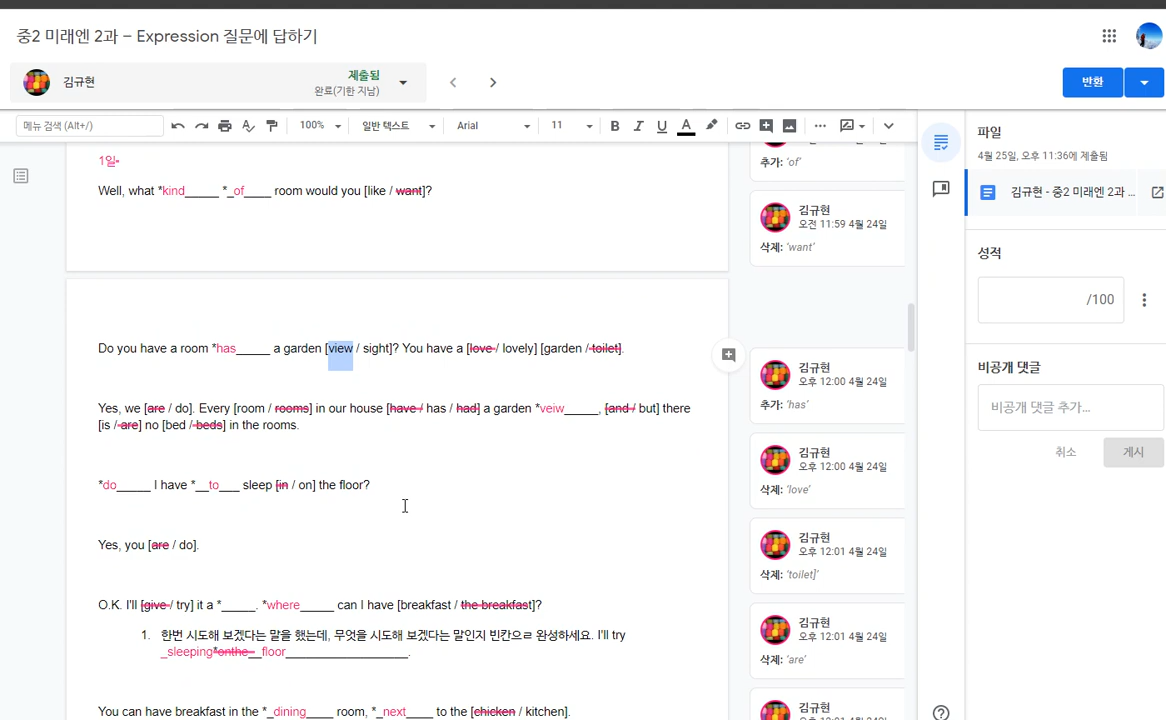 중2 미래엔 2과 – Expression 질문에 답하기
김규현
제출됨
완료(기한 지남)
반환
메뉴 검색 (Alt+/)
100%
일반 텍스트
Arial
11
B I U A
파일
4월 25일, 오후 11:36에 제출됨
김규현 - 중2 미래엔 2과 ...
성적
/100
비공개 댓글
비공개 댓글 추가...
취소
게시
1일
Well, what *kind_____ *_of____ room would you [like / want]?
Do you have a room *has_____ a garden [view / sight]? You have a [love / lovely] [garden / toilet].
Yes, we [are / do]. Every [room / rooms] in our house [have / has / had] a garden *veiw_____, [and / but] there
[is / are] no [bed / beds] in the rooms.
*do_____ I have *__to___ sleep [in / on] the floor?
Yes, you [are / do].
O.K. I'll [give / try] it a *_____. *where_____ can I have [breakfast / the breakfast]?
1. 한번 시도해 보겠다는 말을 했는데, 무엇을 시도해 보겠다는 말인지 빈칸으르 완성하세요. I'll try
_sleeping*onthe__floor____________________.
You can have breakfast in the *_dining____ room, *_next____ to the [chicken / kitchen].
추가: 'of'
김규현
오전 11:59 4월 24일
삭제: 'want'
김규현
오후 12:00 4월 24일
추가: 'has'
김규현
오후 12:00 4월 24일
삭제: 'love'
김규현
오후 12:01 4월 24일
삭제: 'toilet]'
김규현
오후 12:01 4월 24일
삭제: 'are'
김규현